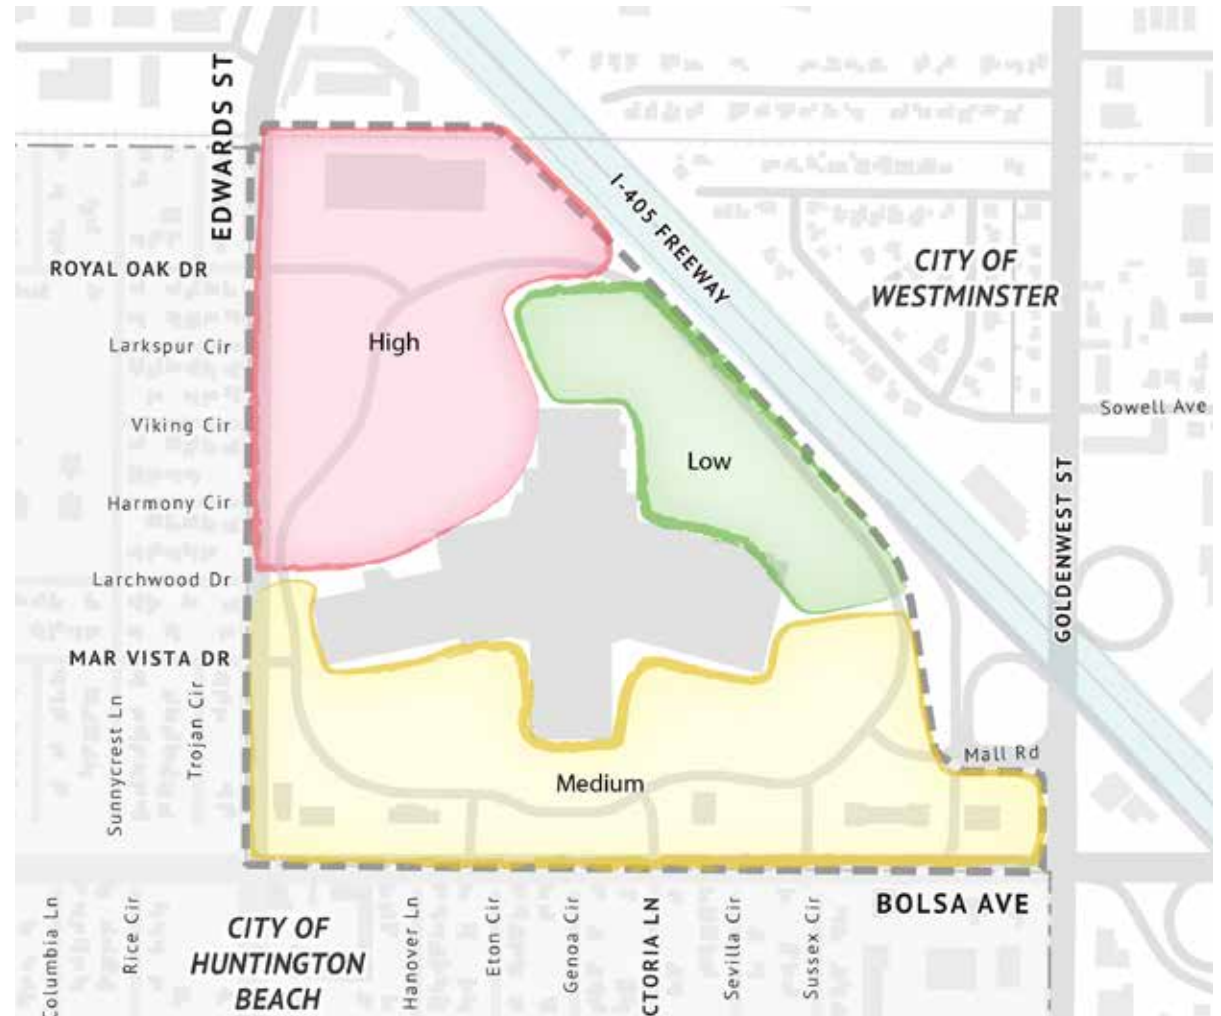 EDWARDS ST
I-405 FREEWAY
CITY OF
WESTMINSTER
ROYAL OAK DR
Larkspur Cir
High
Viking Cir
Sowell Ave
Low
Harmony Cir
GOLDENWEST ST
Larchwood Dr
MAR VISTA DR
Sunnycrest Ln
Trojan Cir
Mall Rd
Medium
BOLSA AVE
Columbia Ln
Rice Cir
CITY OF
HUNTINGTON
BEACH
Hanover Ln
Eton Cir
Genoa Cir
CTORIA LN
Sevilla Cir
Sussex Cir